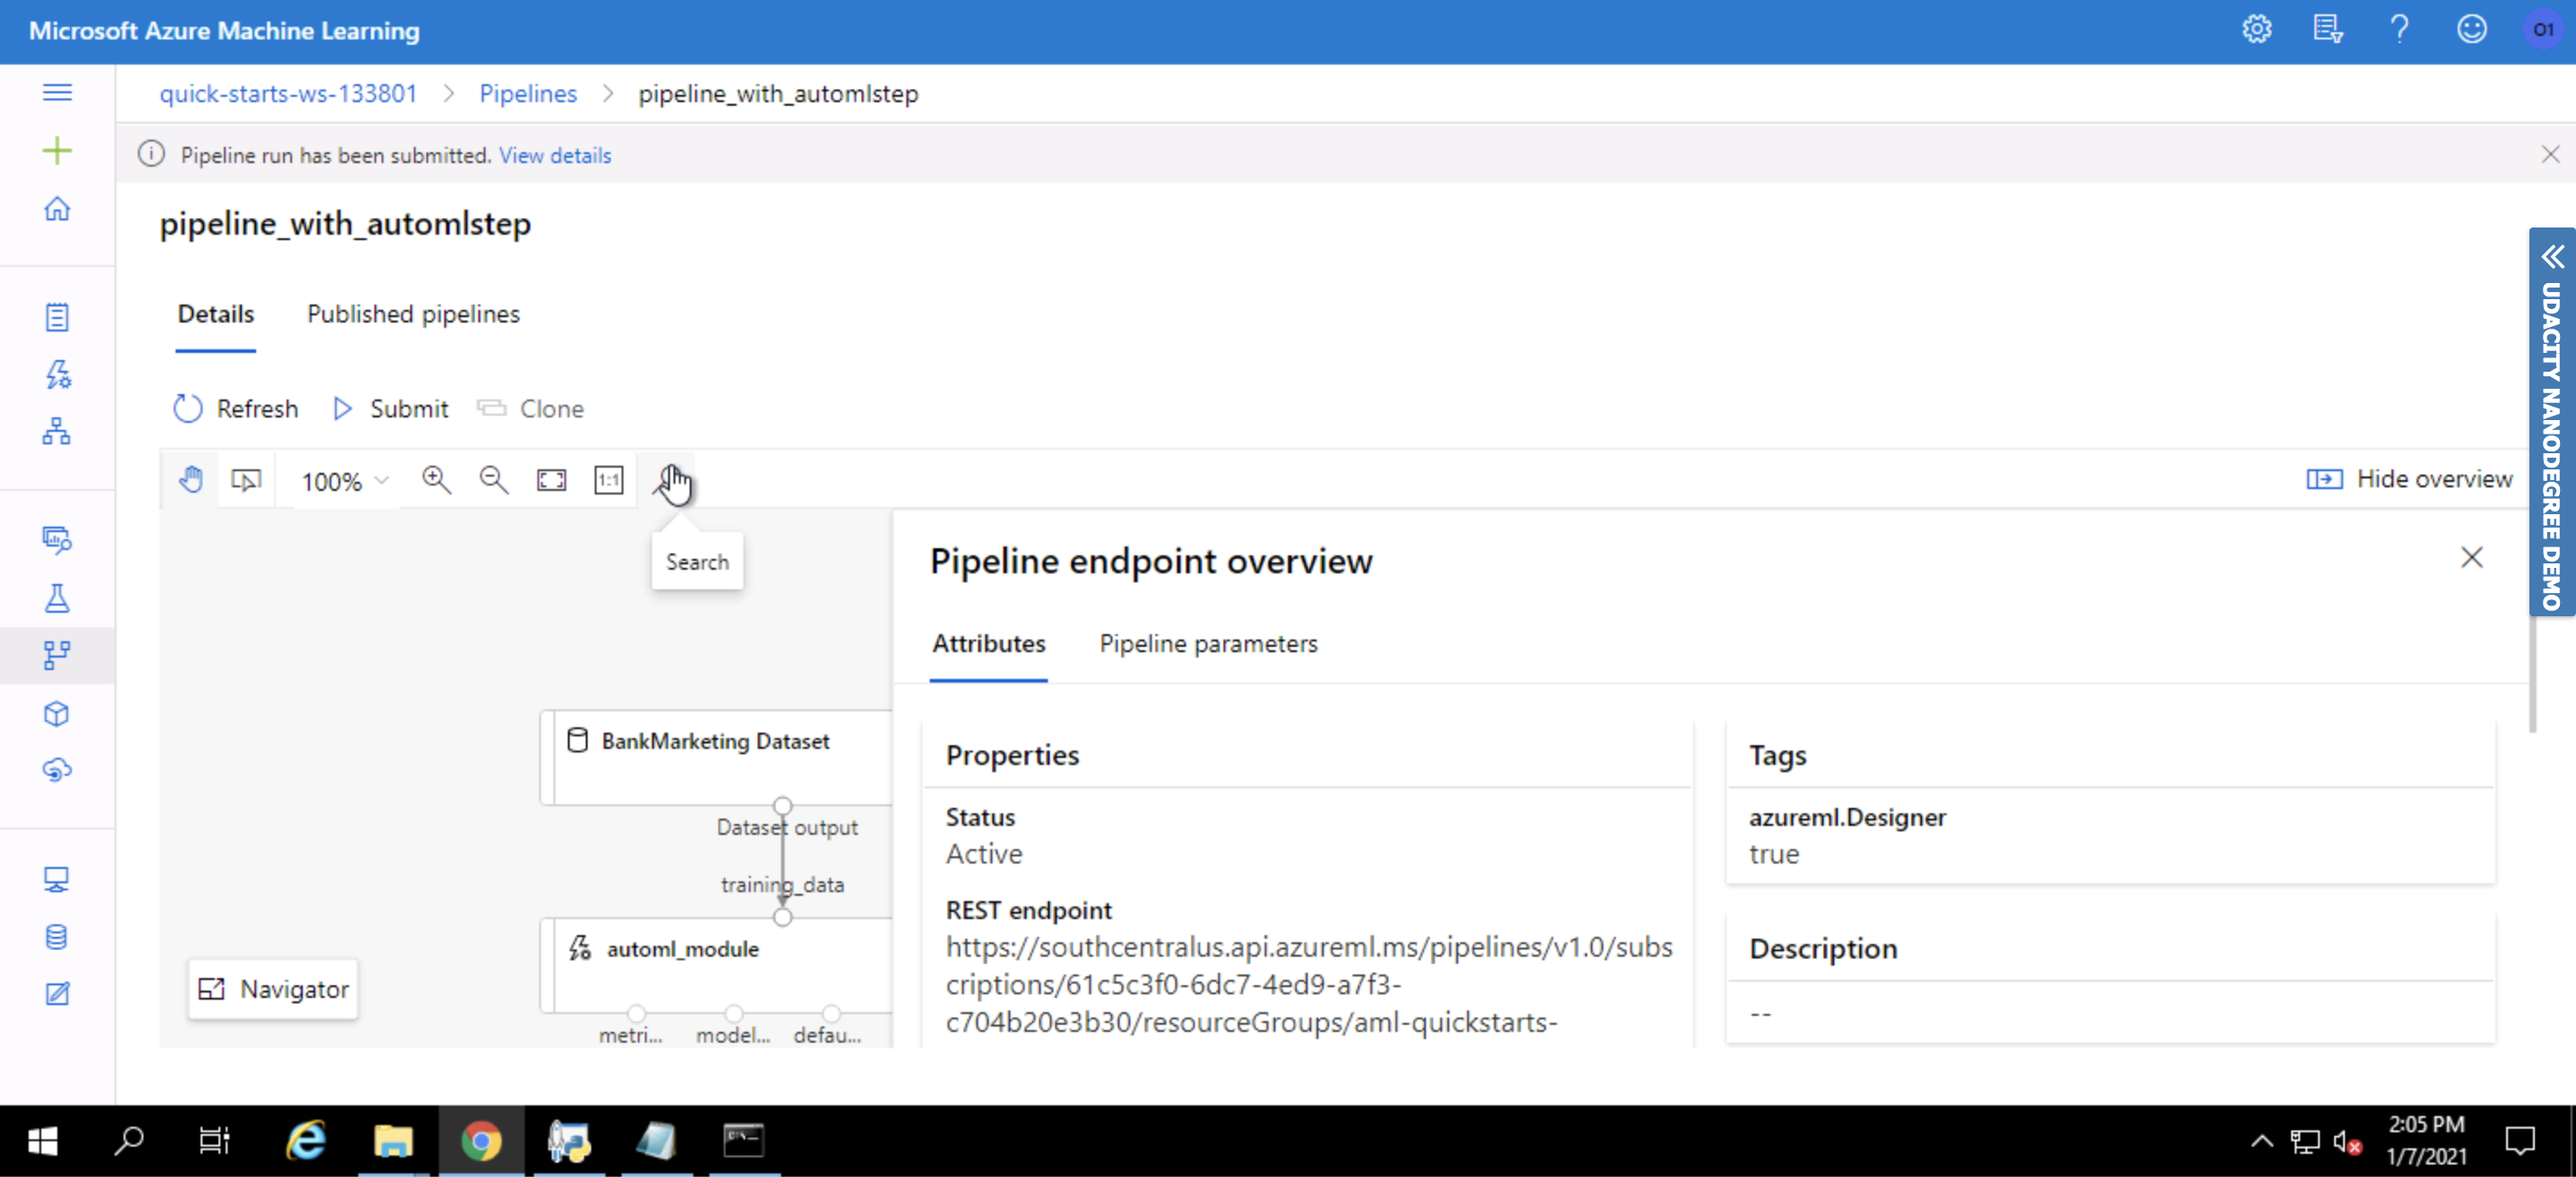 Microsoft Azure Machine Learning
01
quick-starts-ws-133801 > Pipelines > pipeline_with_automlstep
Pipeline run has been submitted. View details
pipeline_with_automlstep
Details Published pipelines
Refresh Submit Clone
100% 1:1 Hide overview
Search
Pipeline endpoint overview
Attributes Pipeline parameters
BankMarketing Dataset
Dataset output
training_data
automl_module
metri... model... defau...
Navigator
Properties
Status
Active
REST endpoint
https://southcentralus.api.azureml.ms/pipelines/v1.0/subs
criptions/61c5c3f0-6dc7-4ed9-a7f3-
c704b20e3b30/resourceGroups/aml-quickstarts-
Tags
azureml.Designer
true
Description
--
UDACITY NANODEGREE DEMO
2:05 PM
1/7/2021